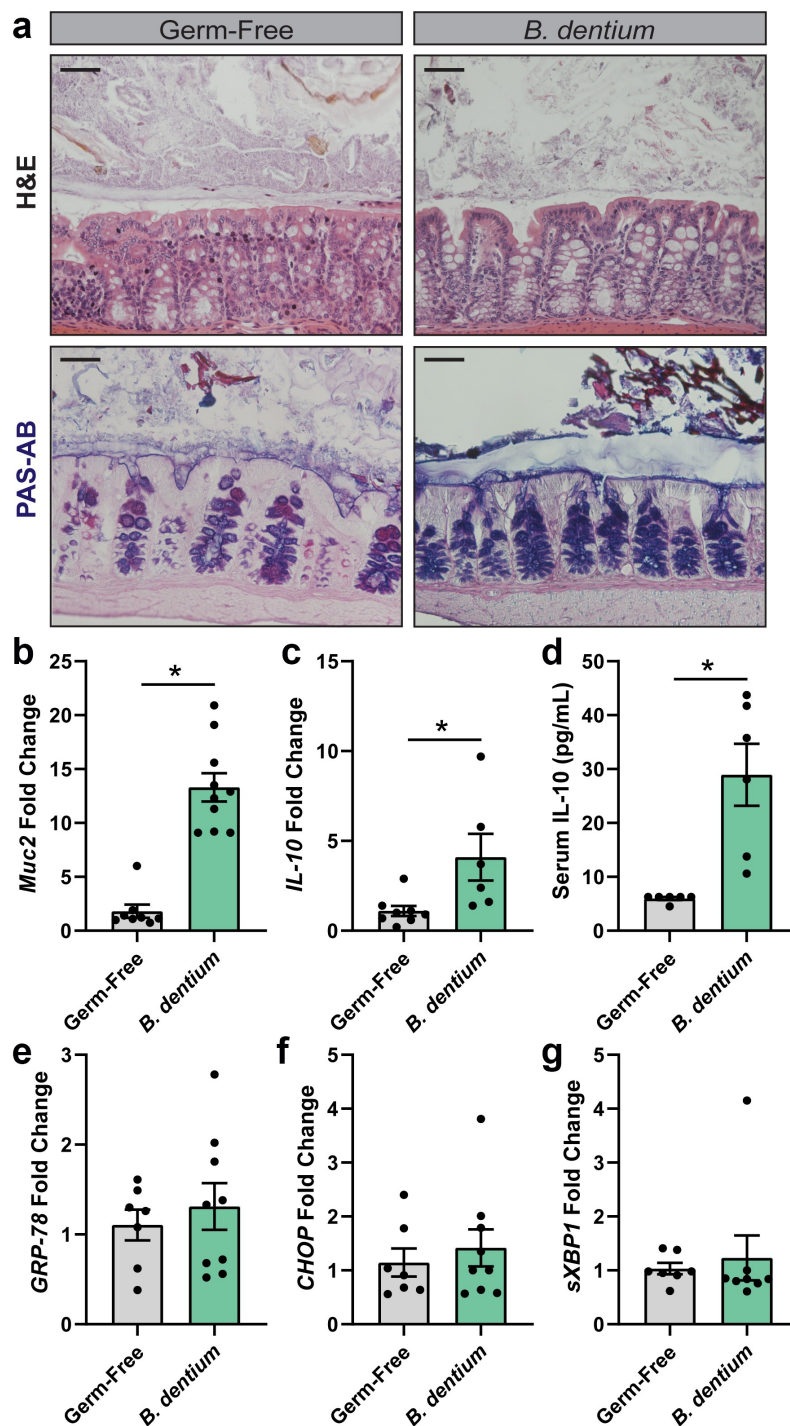 a
Germ-Free
B. dentium
H&E
PAS-AB
b
Muc2 Fold Change
25
20
15
10
5
0
*
Germ-Free
B. dentium
c
IL-10 Fold Change
15
10
5
0
*
Germ-Free
B. dentium
d
Serum IL-10 (pg/mL)
50
40
30
20
10
0
*
Germ-Free
B. dentium
e
GRP-78 Fold Change
3
2
1
0
Germ-Free
B. dentium
f
CHOP Fold Change
5
4
3
2
1
0
Germ-Free
B. dentium
g
sXBP1 Fold Change
5
4
3
2
1
0
Germ-Free
B. dentium